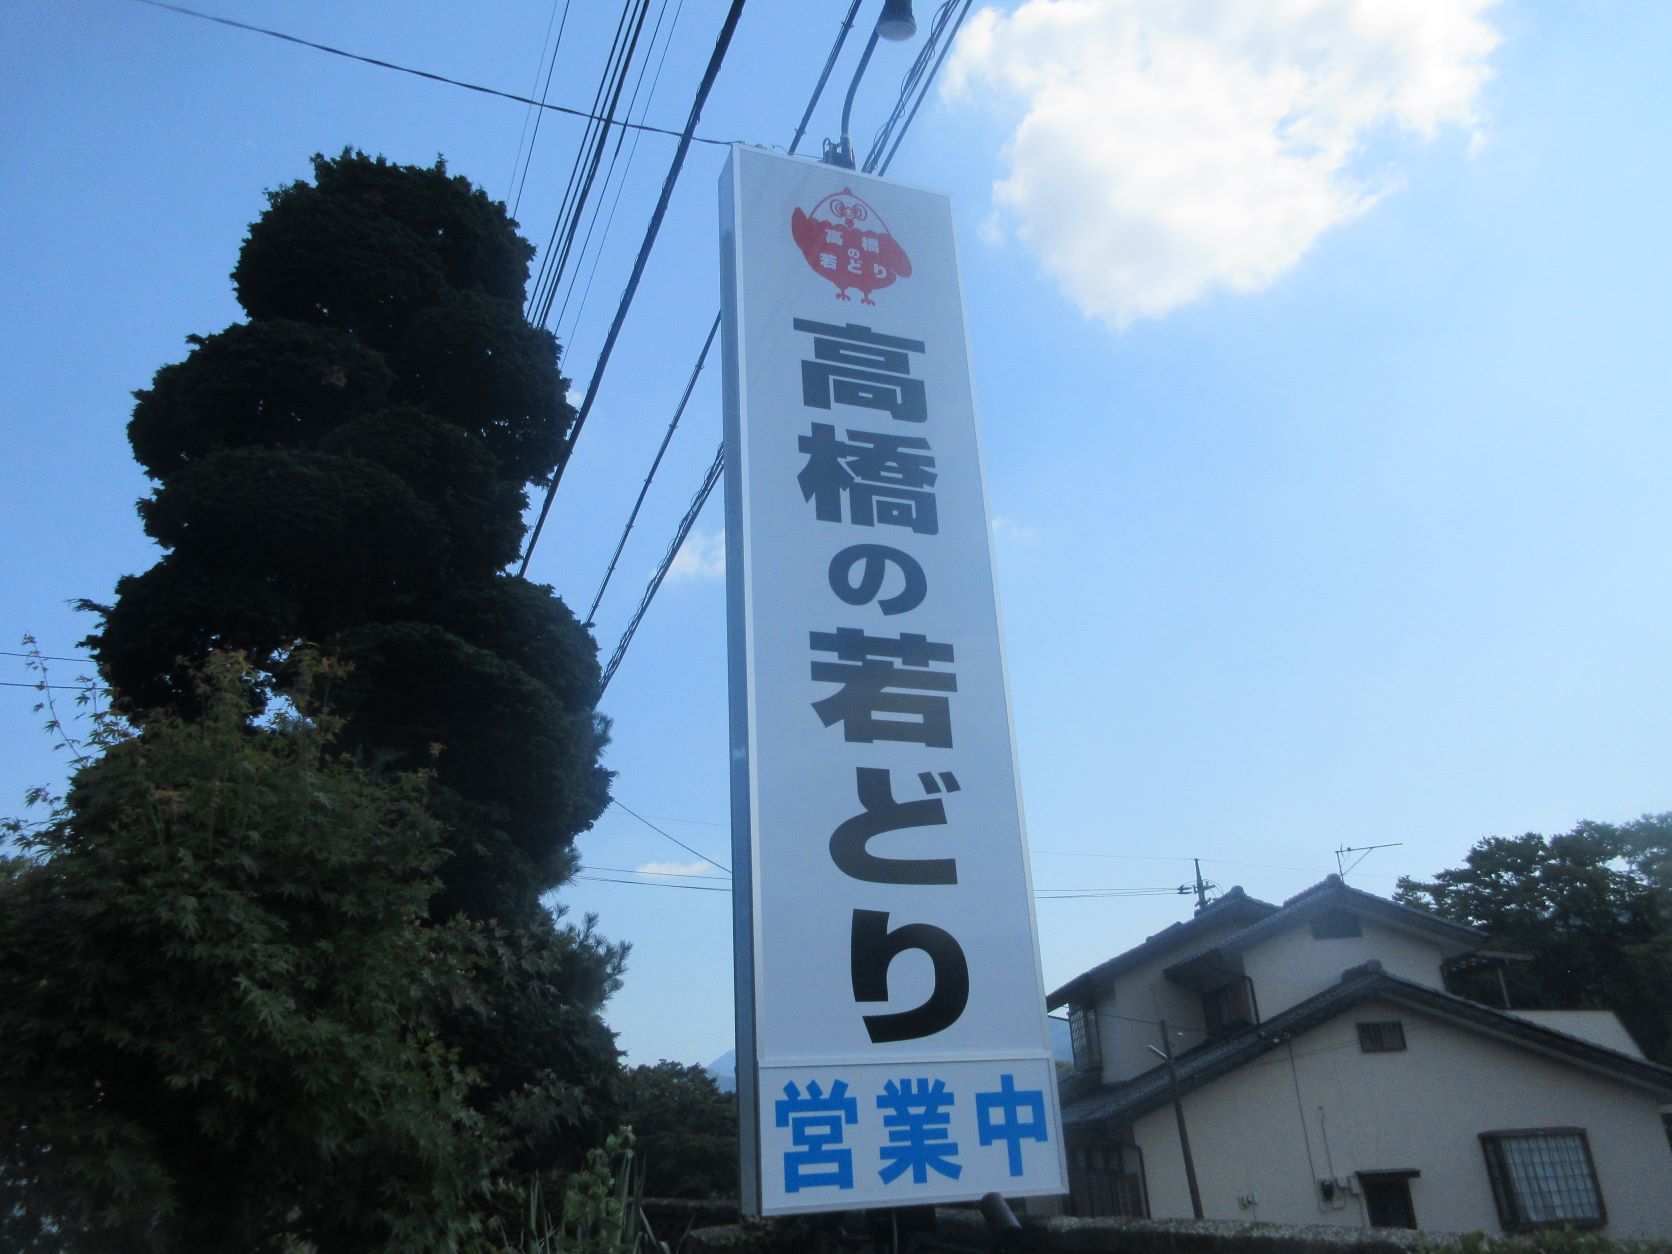 高橋
の
若どり
高橋の若どり
営業中